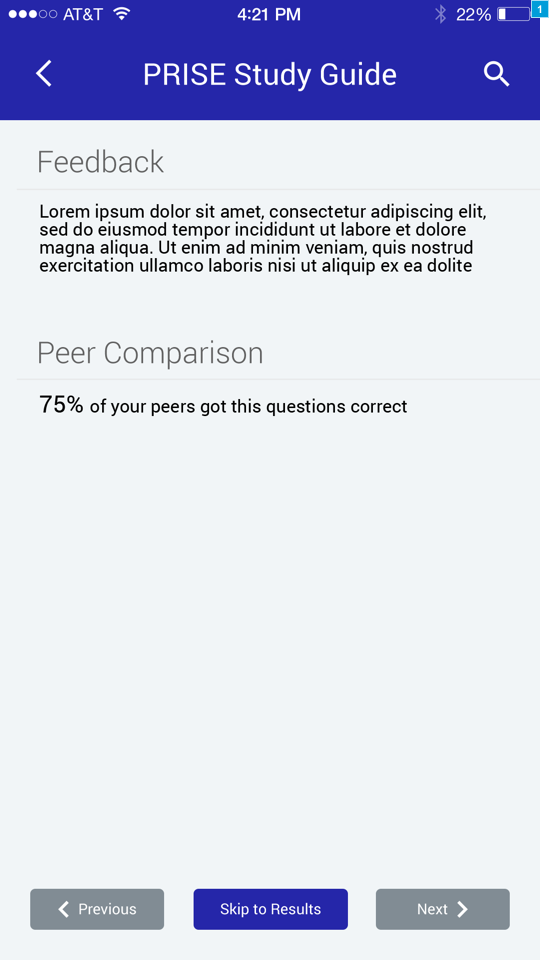 AT&T 4:21 PM 22% 1
PRISE Study Guide
Feedback
Lorem ipsum dolor sit amet, consectetur adipiscing elit,
sed do eiusmod tempor incididunt ut labore et dolore
magna aliqua. Ut enim ad minim veniam, quis nostrud
exercitation ullamco laboris nisi ut aliquip ex ea dolite
Peer Comparison
75% of your peers got this questions correct
Previous Skip to Results Next